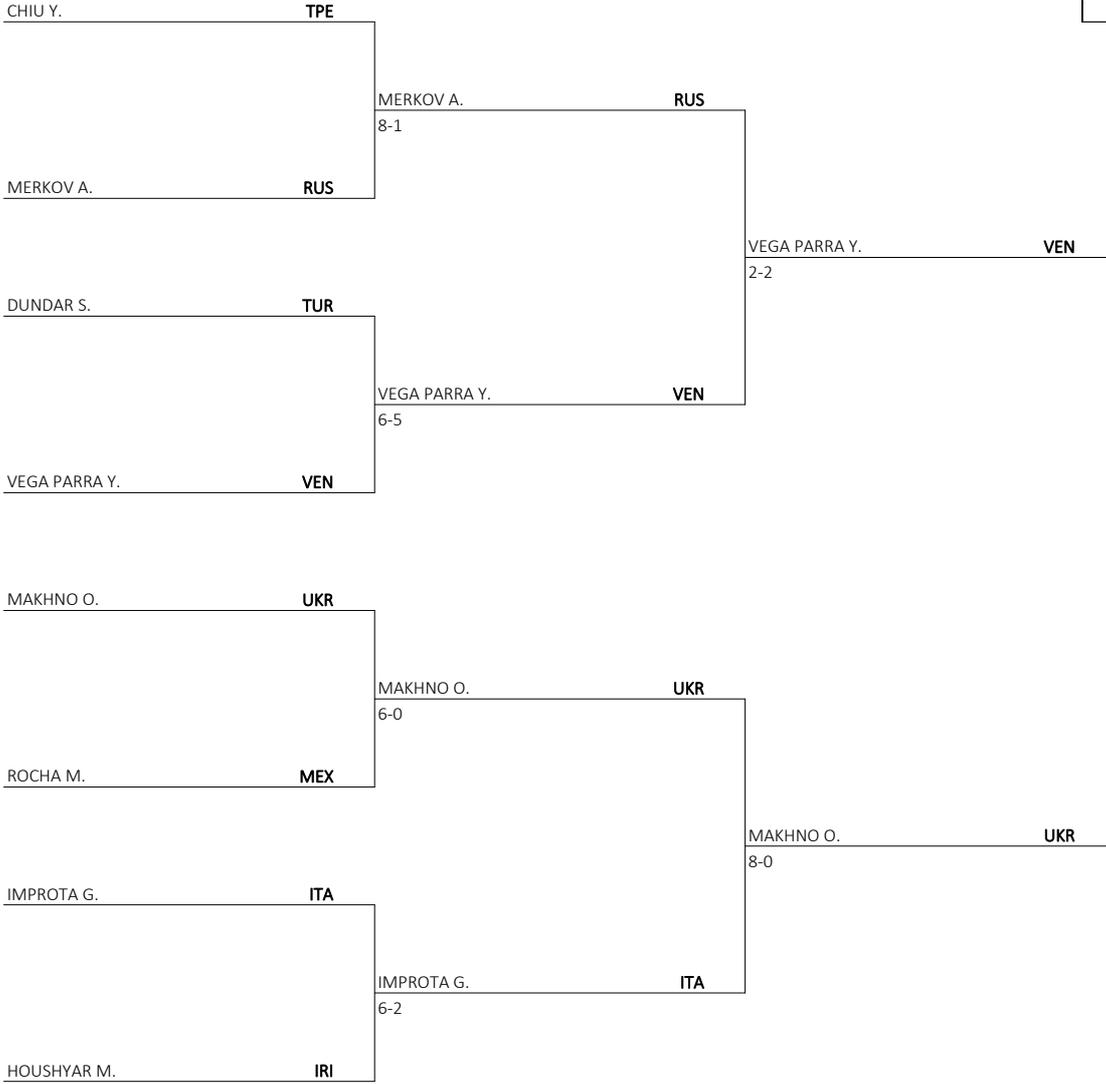 CHIU Y. TPE
MERKOV A. RUS
8-1
MERKOV A. RUS
VEGA PARRA Y. VEN
2-2
DUNDAR S. TUR
VEGA PARRA Y. VEN
6-5
VEGA PARRA Y. VEN
MAKHNO O. UKR
MAKHNO O. UKR
6-0
ROCHA M. MEX
MAKHNO O. UKR
8-0
IMPROTA G. ITA
IMPROTA G. ITA
6-2
HOUSHYAR M. IRI